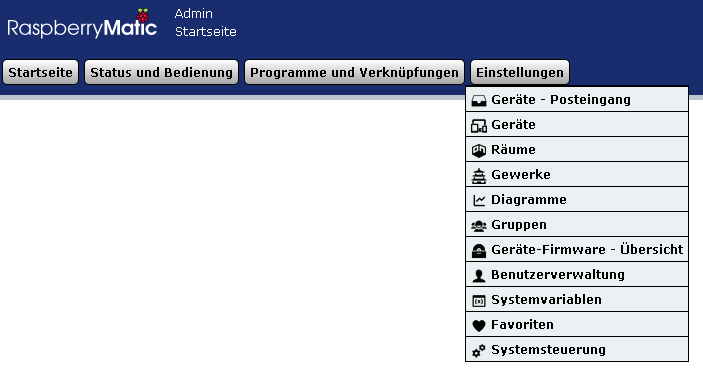 RaspberryMatic
Admin
Startseite
Startseite
Status und Bedienung
Programme und Verknüpfungen
Einstellungen
Geräte - Posteingang
Geräte
Räume
Gewerke
Diagramme
Gruppen
Geräte-Firmware - Übersicht
Benutzerverwaltung
Systemvariablen
Favoriten
Systemsteuerung